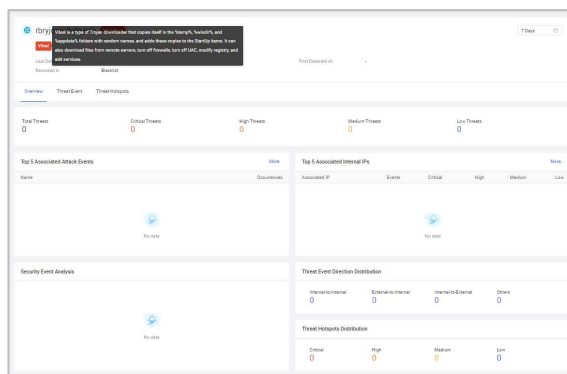 rbryj
7 Days
Vilsel
Vilsel is a type of Trojan downloader that copies itself in the %temp%, %windir%, and
%appdata% folders with random names, and adds these copies to the StartUp items. It can
also download files from remote servers, turn off firewalls, turn off UAC, modify registry, and
add services.
First Detected At -
Recorded In Blacklist
Overview Threat Event Threat Hotspots
Total Threats Critical Threats High Threats Medium Threats Low Threats
0 0 0 0 0
Top 5 Associated Attack Events More
Name Occurrences
No data
Top 5 Associated Internal IPs More
Associated IP Events Critical High Medium Low
No data
Security Event Analysis
No data
Threat Event Direction Distribution
Internal-to-Internal External-to-Internal Internal-to-External Others
0 0 0 0
Threat Hotspots Distribution
Critical High Medium Low
0 0 0 0